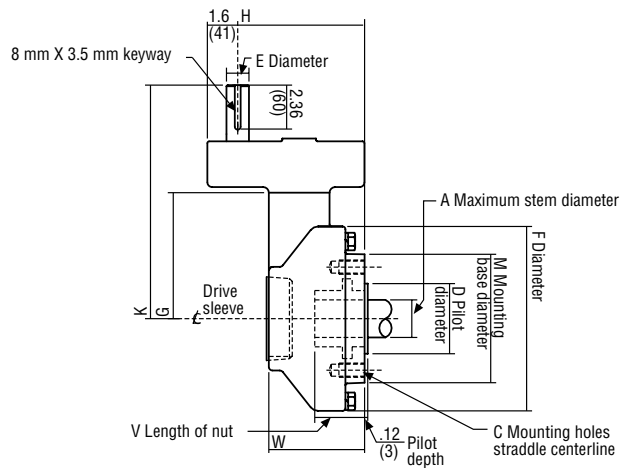 1.6 H
(41)
8 mm X 3.5 mm keyway
E Diameter
2.36
(60)
A Maximum stem diameter
K
G
Drive
sleeve
℄
D Pilot
diameter
M Mounting
base diameter
F Diameter
V Length of nut
W
.12
(3)
Pilot
depth
C Mounting holes
straddle centerline